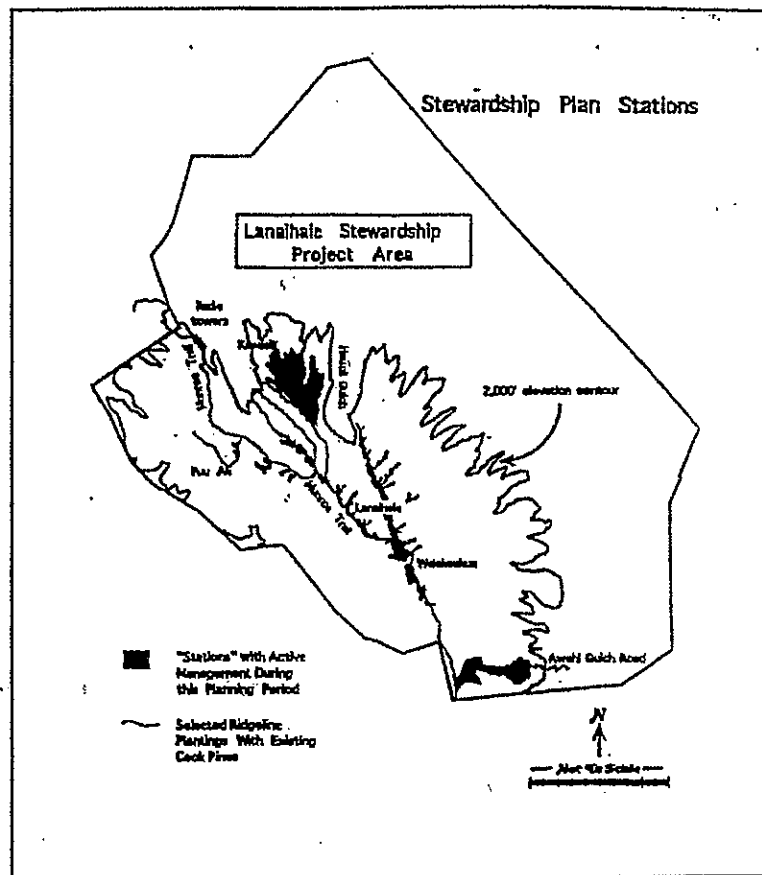 Stewardship Plan Stations
Lanaihale Stewardship
Project Area
towers
Munro Trail
Hauola Gulch
2,000' elevation contour
Munro Trail
Lanaihale
Waiakeakua
Awehi Gulch Road
"Stations" with Active
Management During
this Planning Period
Selected Ridgeline
Plantings With Existing
Cook Pines
N
Not To Scale